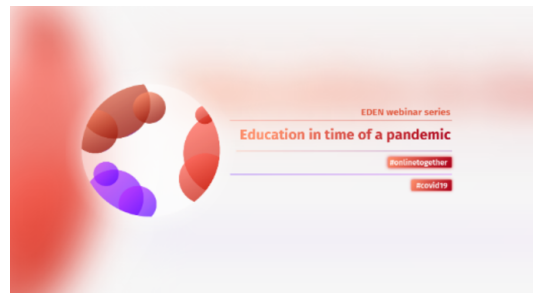 EDEN webinar series
Education in time of a pandemic
#onlinetogether
#covid19